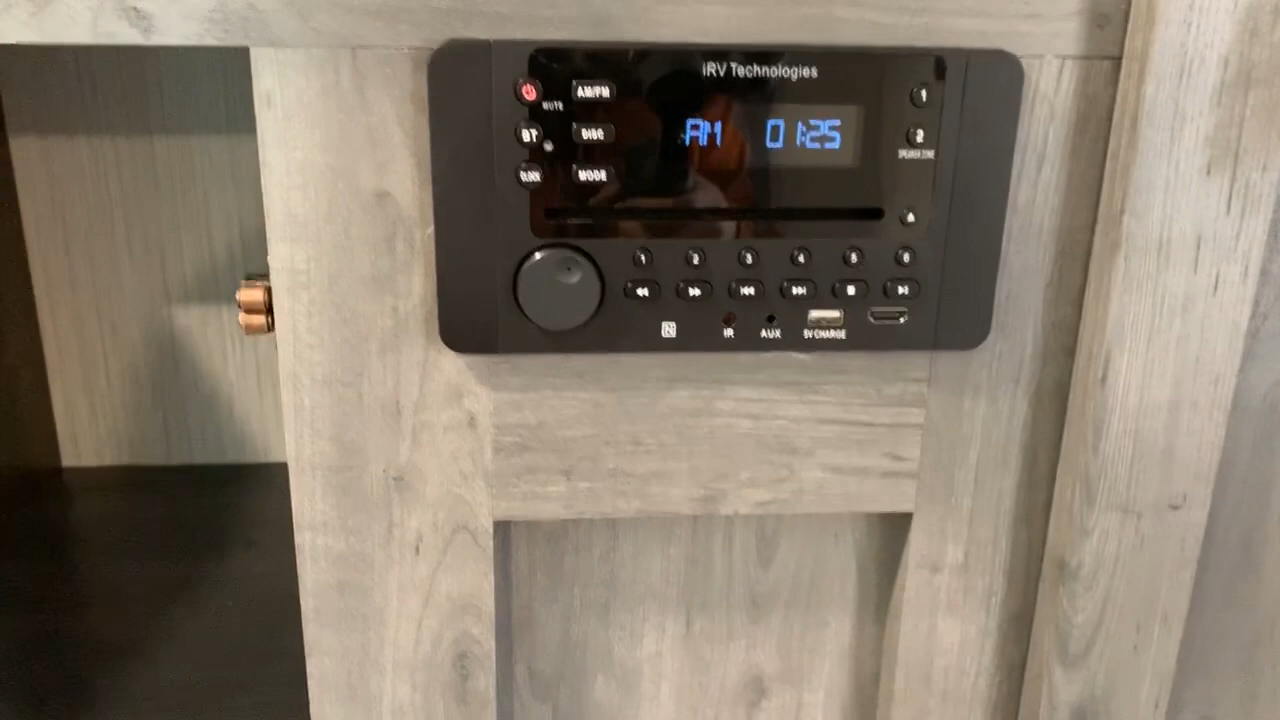 iRV Technologies
MUTE
AM/FM
1
BT
DISC
AM 01:25
2
SPEAKER ZONE
CLOCK
MODE
1 2 3 4 5 6
IR
AUX
5V CHARGE